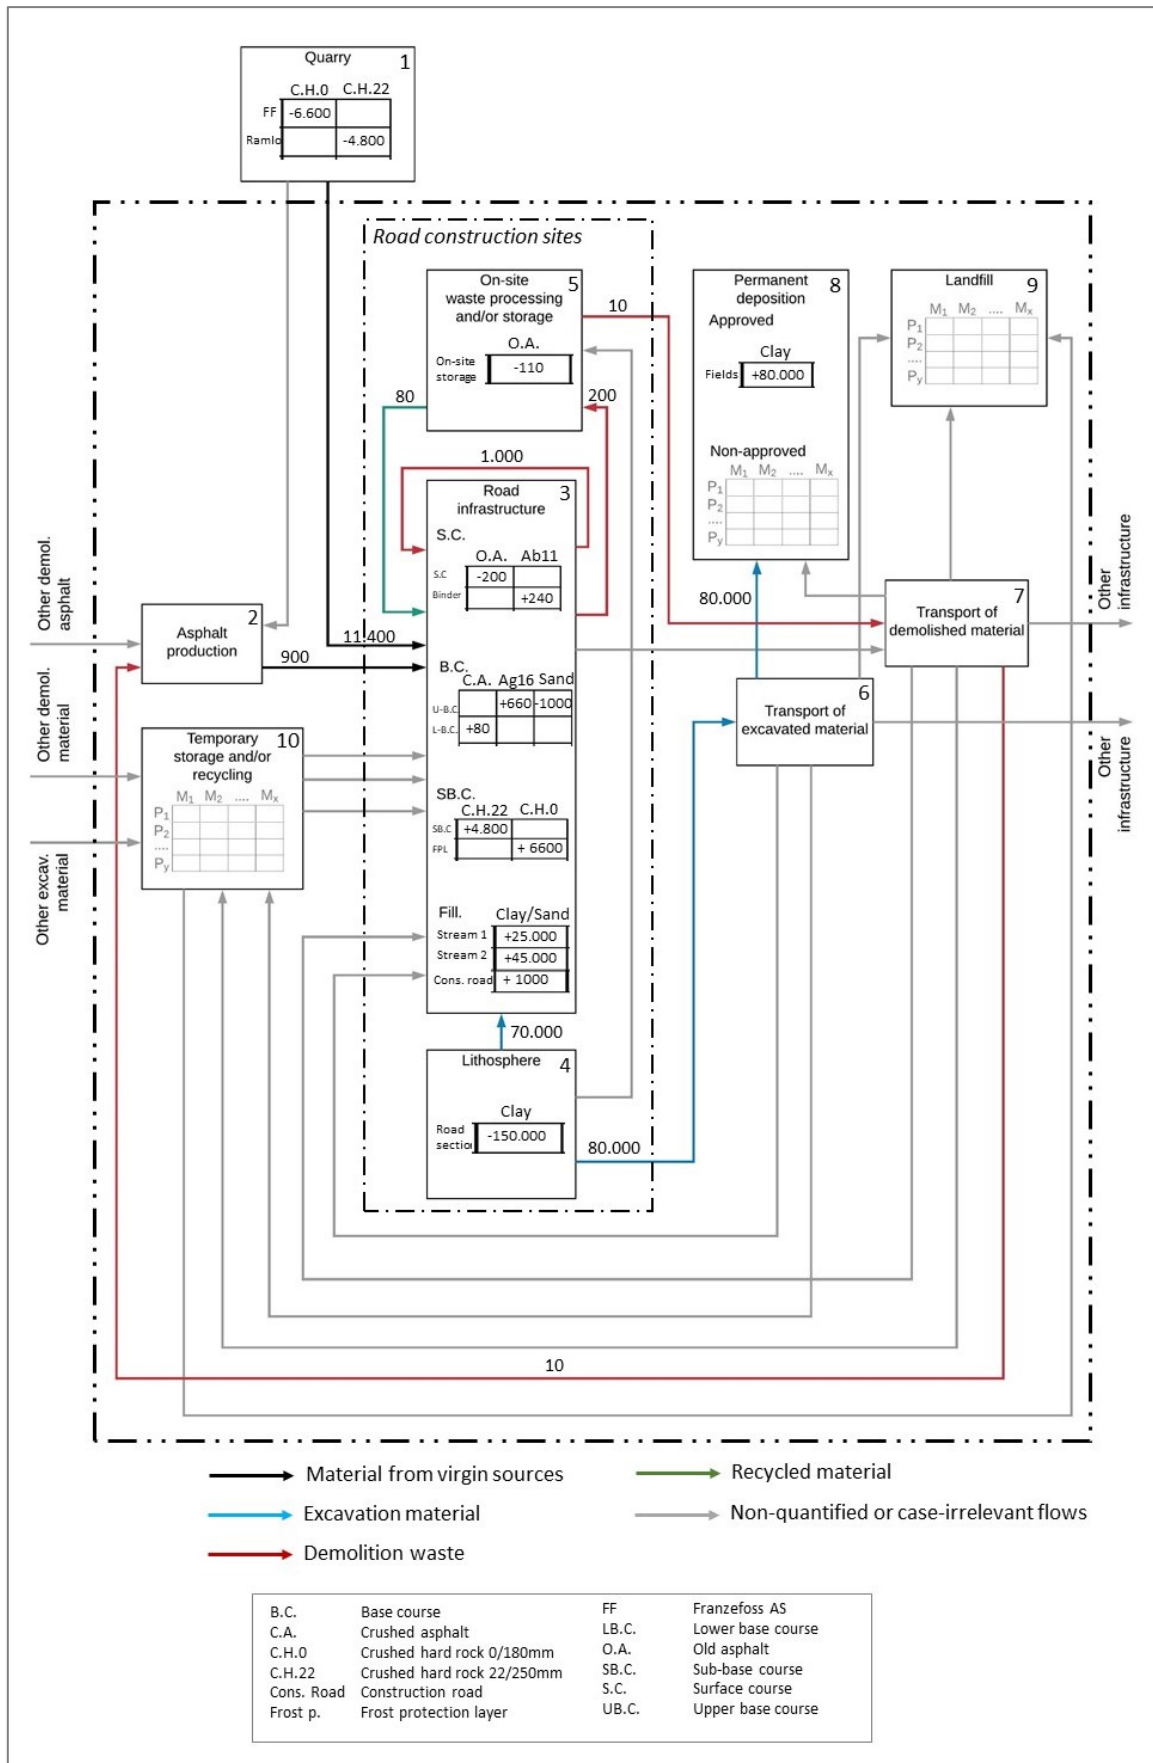 Quarry 1
C.H.0 C.H.22
FF -6.600
Ramlo -4.800
Road construction sites
On-site 5
waste processing
and/or storage
O.A.
On-site
storage
-110
10
80
200
1.000
Permanent 8
deposition
Approved
Clay
Fields +80.000
Non-approved
M1 M2 .... Mx
P1
P2
....
Py
Landfill 9
M1 M2 .... Mx
P1
P2
....
Py
Road 3
infrastructure
S.C.
O.A. Ab11
S.C -200
Binder +240
B.C.
C.A. Ag16 Sand
U-B.C. +660 -1000
L-B.C. +80
SB.C.
C.H.22 C.H.0
SB.C +4.800
FPL + 6600
Fill. Clay/Sand
Stream 1 +25.000
Stream 2 +45.000
Cons. road + 1000
70.000
Lithosphere 4
Clay
Road
sectio
-150.000
80.000
80.000
Transport of 7
demolished material
Transport of 6
excavated material
Other
infrastructure
Other
infrastructure
Other demol.
asphalt
Asphalt 2
production
11.400
900
Other demol.
material
Temporary 10
storage and/or
recycling
M1 M2 .... Mx
P1
P2
....
Py
Other excav.
material
10
Material from virgin sources
Excavation material
Demolition waste
Recycled material
Non-quantified or case-irrelevant flows
B.C. Base course
C.A. Crushed asphalt
C.H.0 Crushed hard rock 0/180mm
C.H.22 Crushed hard rock 22/250mm
Cons. Road Construction road
Frost p. Frost protection layer
FF Franzefoss AS
LB.C. Lower base course
O.A. Old asphalt
SB.C. Sub-base course
S.C. Surface course
UB.C. Upper base course